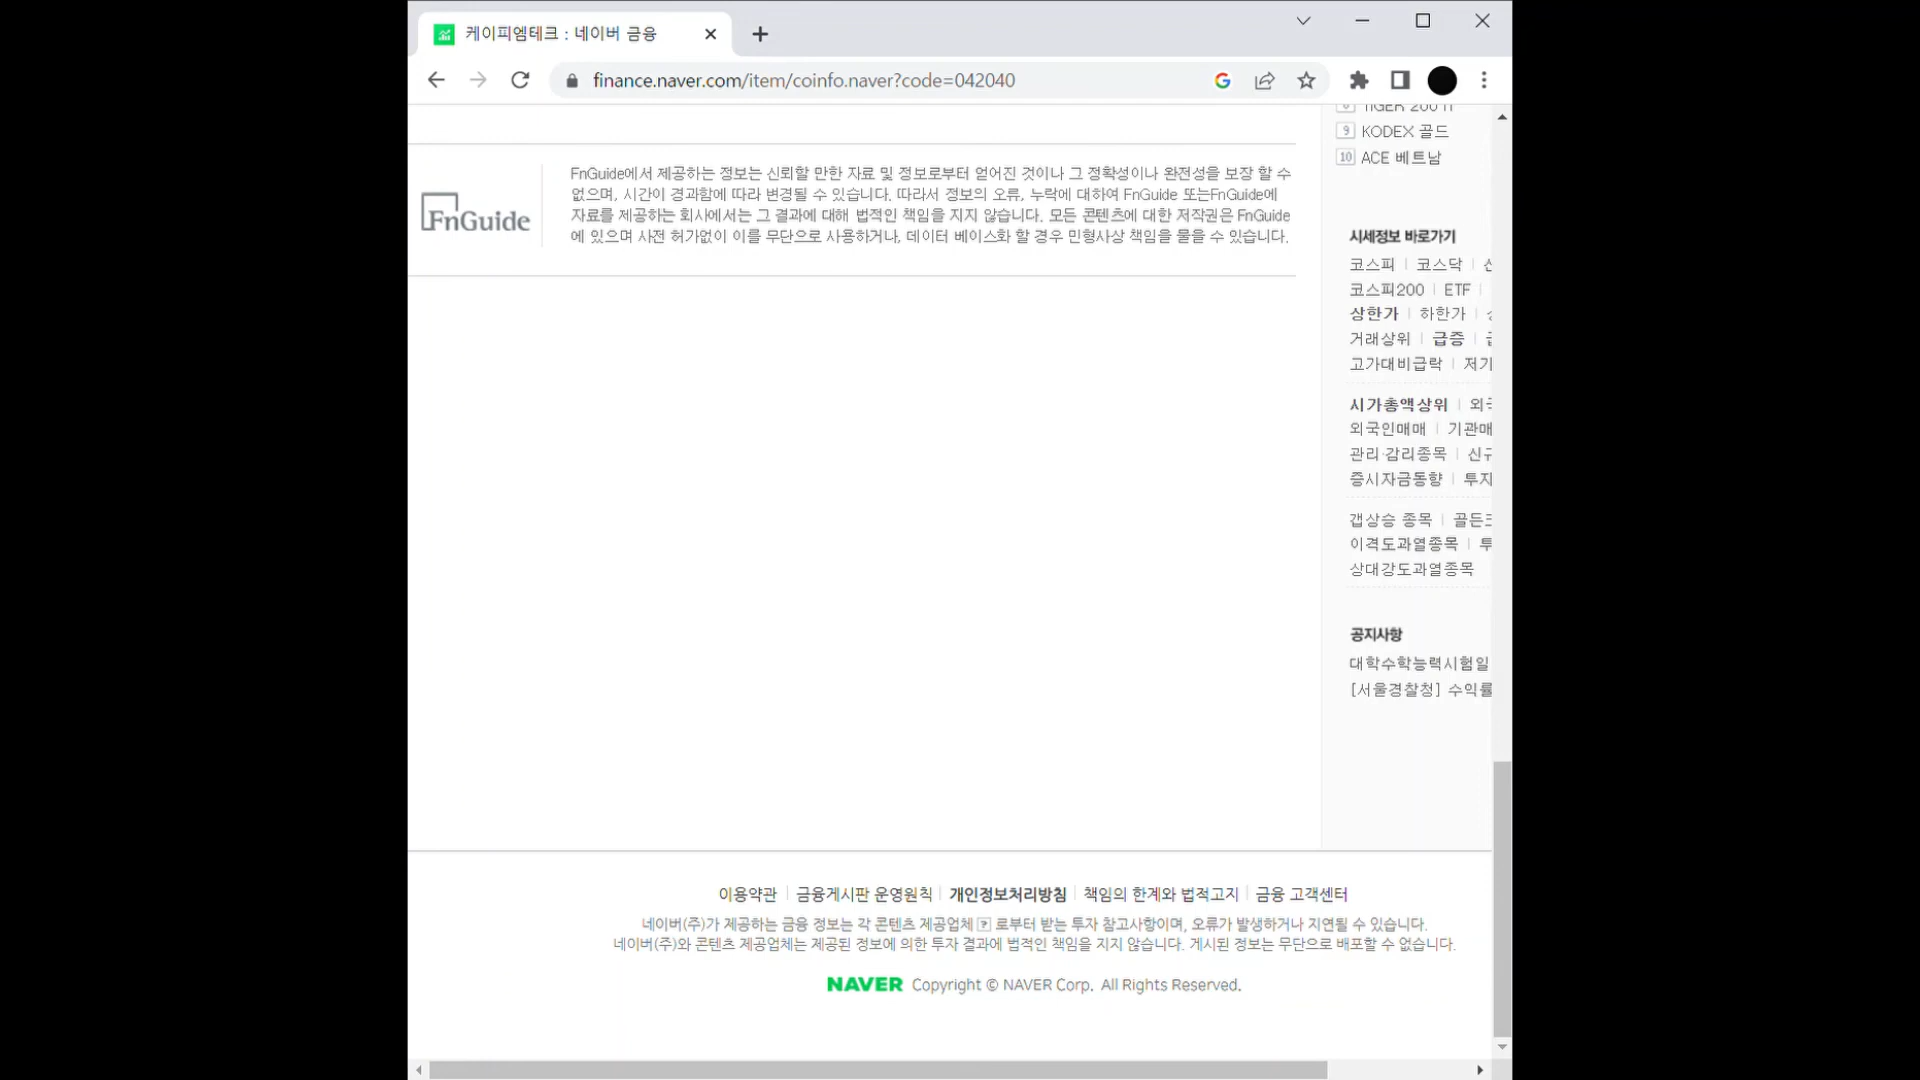 케이피엠테크 : 네이버 금융
finance.naver.com/item/coinfo.naver?code=042040
9 KODEX 골드
10 ACE 베트남
FnGuide
FnGuide에서 제공하는 정보는 신뢰할 만한 자료 및 정보로부터 얻어진 것이나 그 정확성이나 완전성을 보장 할 수
없으며, 시간이 경과함에 따라 변경될 수 있습니다. 따라서 정보의 오류, 누락에 대하여 FnGuide 또는FnGuide에
자료를 제공하는 회사에서는 그 결과에 대해 법적인 책임을 지지 않습니다. 모든 콘텐츠에 대한 저작권은 FnGuide
에 있으며 사전 허가없이 이를 무단으로 사용하거나, 데이터 베이스화 할 경우 민형사상 책임을 물을 수 있습니다.
시세정보 바로가기
코스피 | 코스닥 |
코스피200 | ETF |
상한가 | 하한가 |
거래상위 | 급증 |
고가대비급락 |
시가총액상위 |
외국인매매 |
관리·감리종목 |
증시자금동향 |
갭상승 종목 |
이격도과열종목 |
상대강도과열종목
공지사항
대학수학능력시험일
[서울경찰청] 수익률
이용약관 | 금융게시판 운영원칙 | 개인정보처리방침 | 책임의 한계와 법적고지 | 금융 고객센터
네이버(주)가 제공하는 금융 정보는 각 콘텐츠 제공업체 ? 로부터 받는 투자 참고사항이며, 오류가 발생하거나 지연될 수 있습니다.
네이버(주)와 콘텐츠 제공업체는 제공된 정보에 의한 투자 결과에 법적인 책임을 지지 않습니다. 게시된 정보는 무단으로 배포할 수 없습니다.
NAVER Copyright © NAVER Corp. All Rights Reserved.